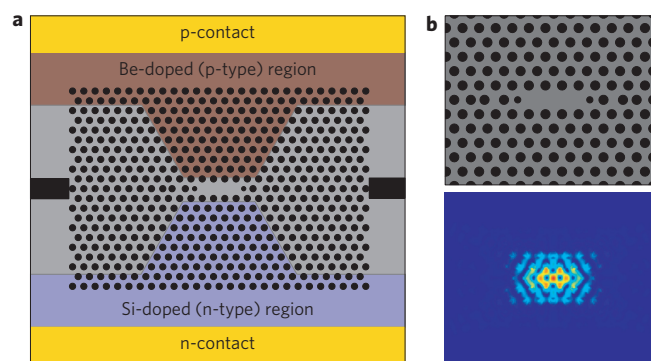 a
p-contact
Be-doped (p-type) region
Si-doped (n-type) region
n-contact
b